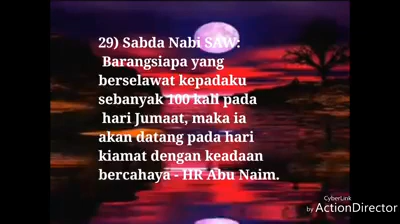 29) Sabda Nabi SAW:
Barangsiapa yang
berselawat kepadaku
sebanyak 100 kali pada
hari Jumaat, maka ia
akan datang pada hari
kiamat dengan keadaan
bercahaya - HR Abu Naim.
CyberLink
by ActionDirector